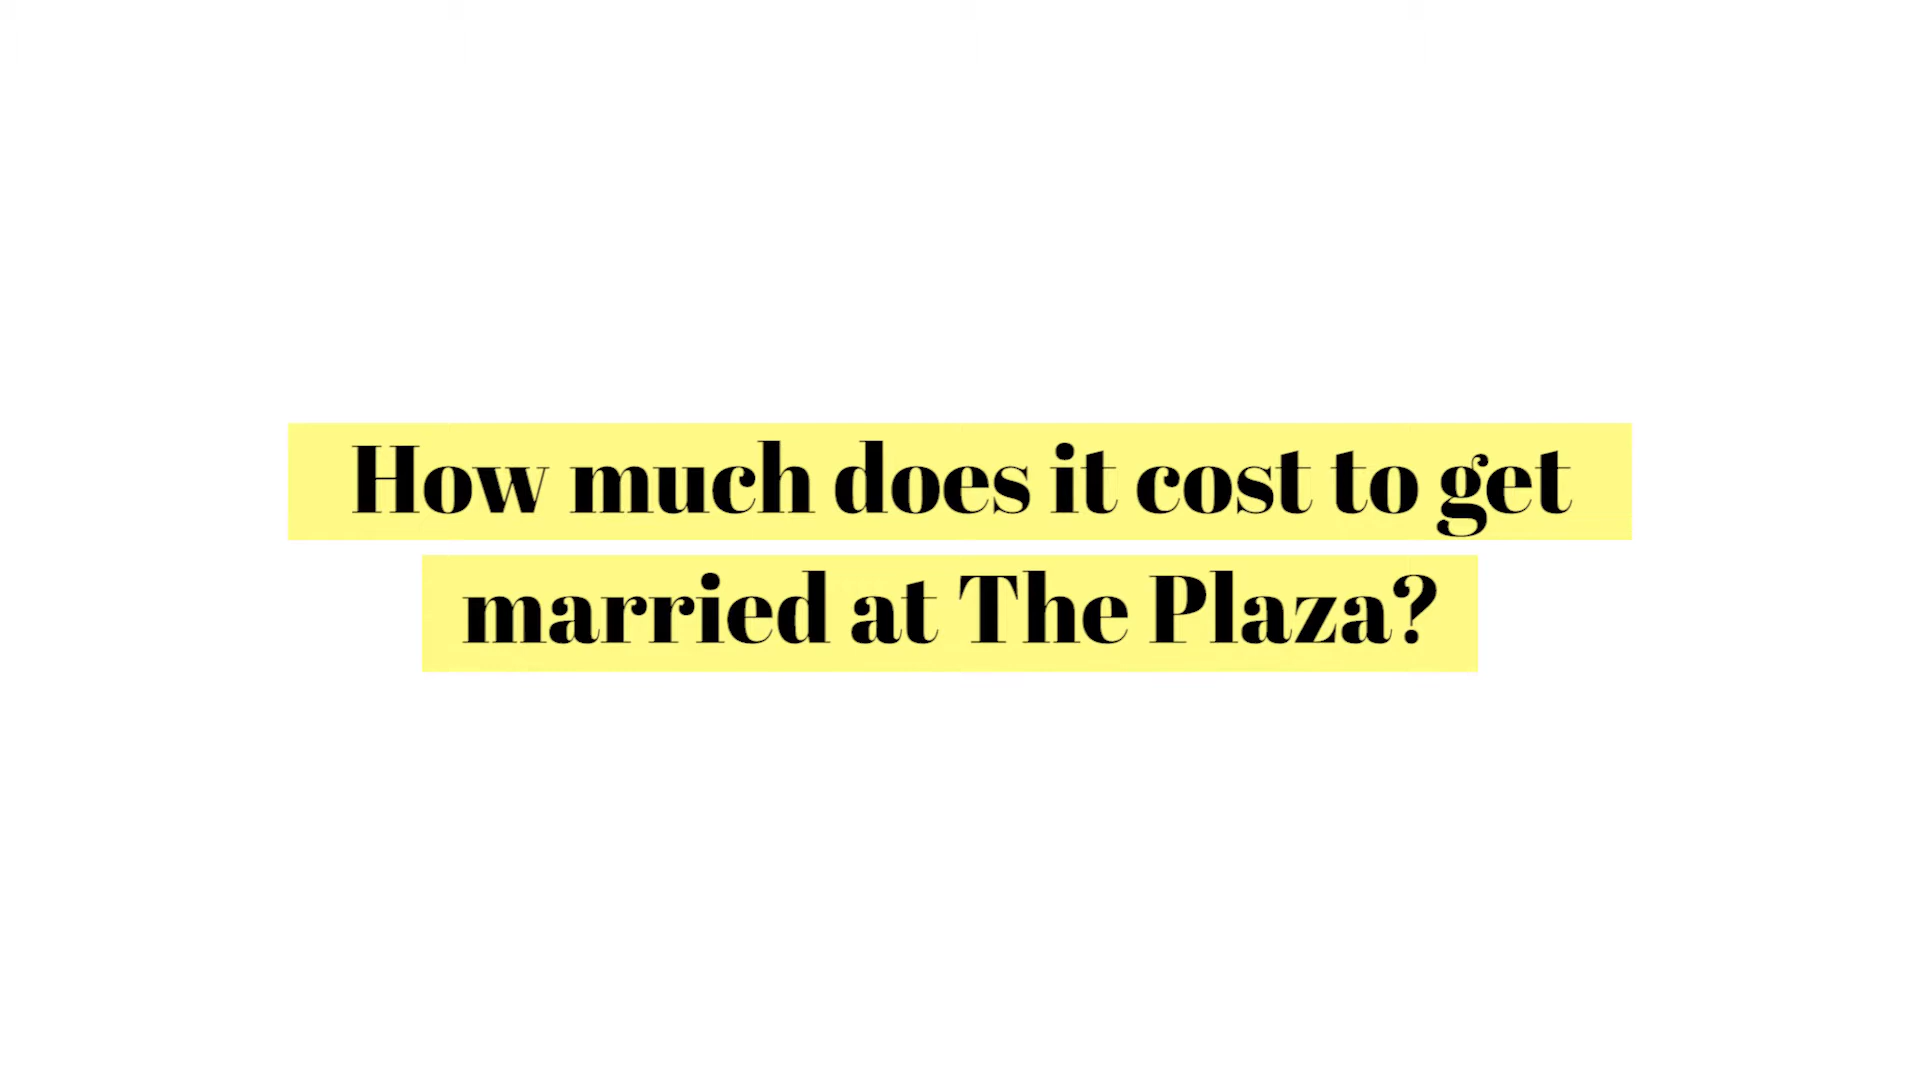 How much does it cost to get
married at The Plaza?